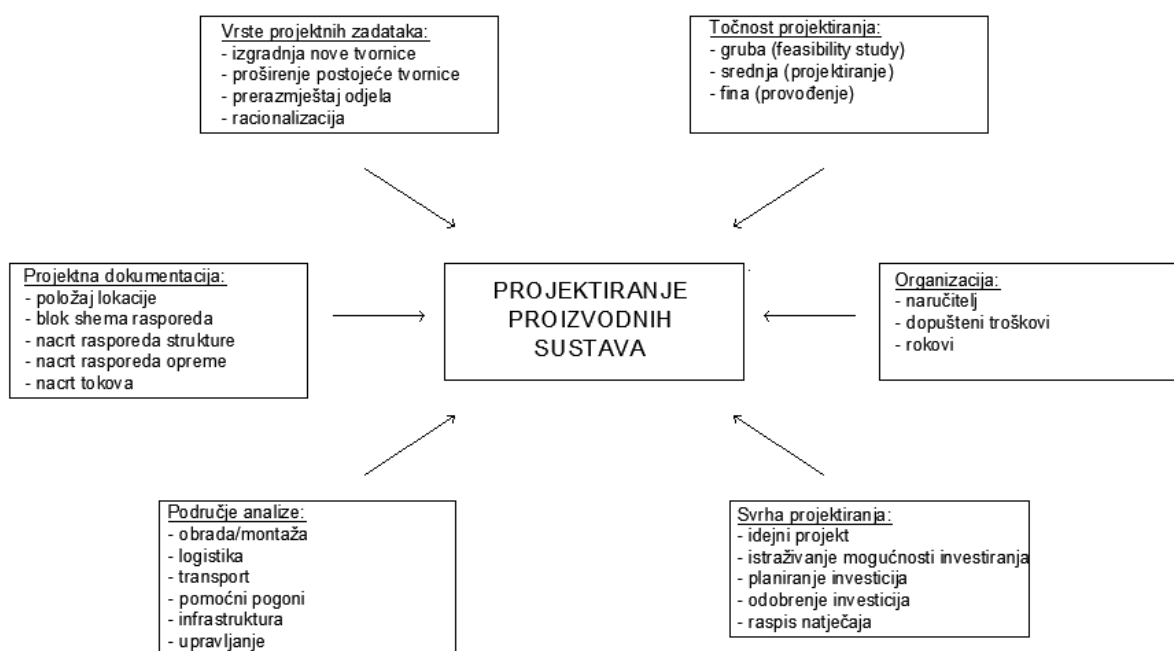 Vrste projektnih zadataka:
- izgradnja nove tvornice
- proširenje postojeće tvornice
- prerazmještaj odjela
- racionalizacija
Točnost projektiranja:
- gruba (feasibility study)
- srednja (projektiranje)
- fina (provođenje)
Projektna dokumentacija:
- položaj lokacije
- blok shema rasporeda
- nacrt rasporeda strukture
- nacrt rasporeda opreme
- nacrt tokova
PROJEKTIRANJE
PROIZVODNIH
SUSTAVA
Organizacija:
- naručitelj
- dopušteni troškovi
- rokovi
Područje analize:
- obrada/montaža
- logistika
- transport
- pomoćni pogoni
- infrastruktura
- upravljanje
Svrha projektiranja:
- idejni projekt
- istraživanje mogućnosti investiranja
- planiranje investicija
- odobrenje investicija
- raspis natječaja